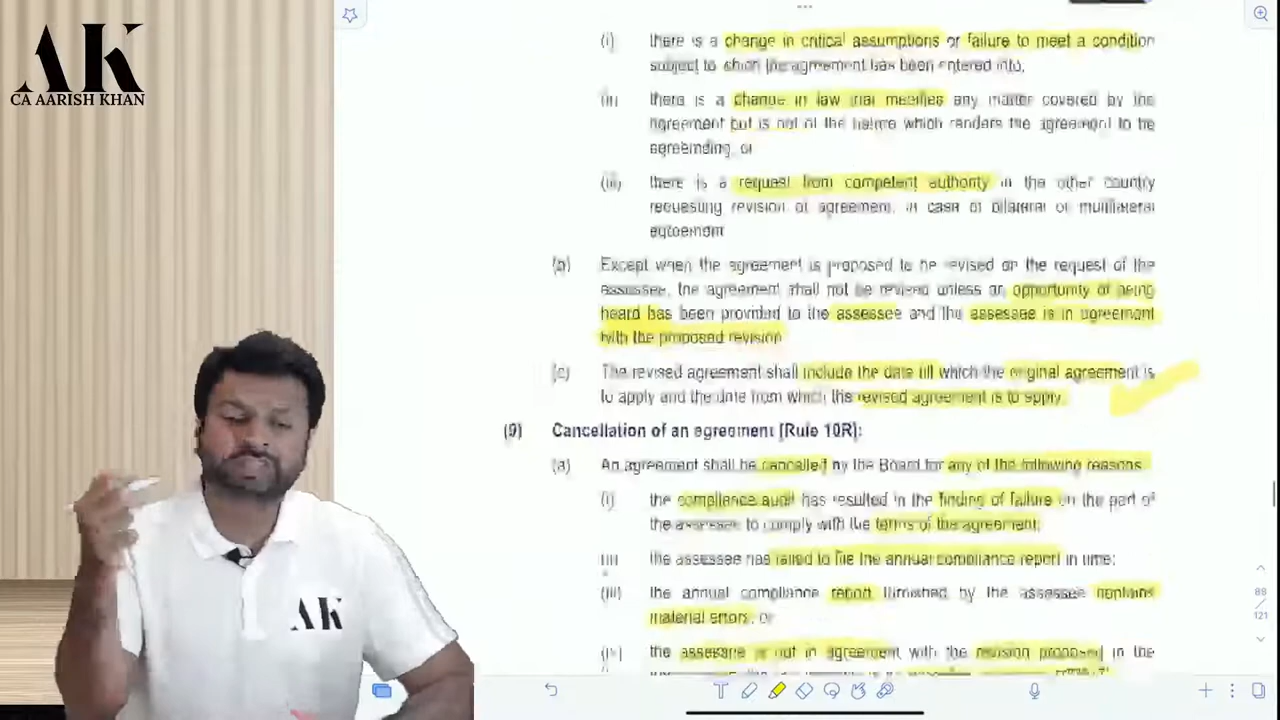 AK
CA AARISH KHAN
(i) there is a change in critical assumptions or failure to meet a condition
subject to which the agreement has been entered into;
(ii) there is a change in law that modifies any matter covered by the
agreement but is not of the nature which renders the agreement to be
or
(iii) there is a request from competent authority in the other country
requesting revision of agreement, in case of bilateral or multilateral
agreement
(b) Except when the agreement is proposed to be revised on the request of the
assessee, the agreement shall not be revised unless an opportunity of being
heard has been provided to the assessee and the assessee is in agreement
with the proposed revision
(c) The revised agreement shall include the date till which the original agreement is
to apply and the date from which the revised agreement is to apply.
(9) Cancellation of an agreement [Rule 10R]:
(a) An agreement shall be cancelled by the Board for any of the following reasons
(i) the compliance audit has resulted in the finding of failure on the part of
the assessee to comply with the terms of the agreement;
(ii) the assessee has failed to file the annual compliance report in time;
(iii) the annual compliance report furnished by the assessee contains
material errors; or
(iv) the assessee is not in agreement with the revision proposed in the
88
121
AK